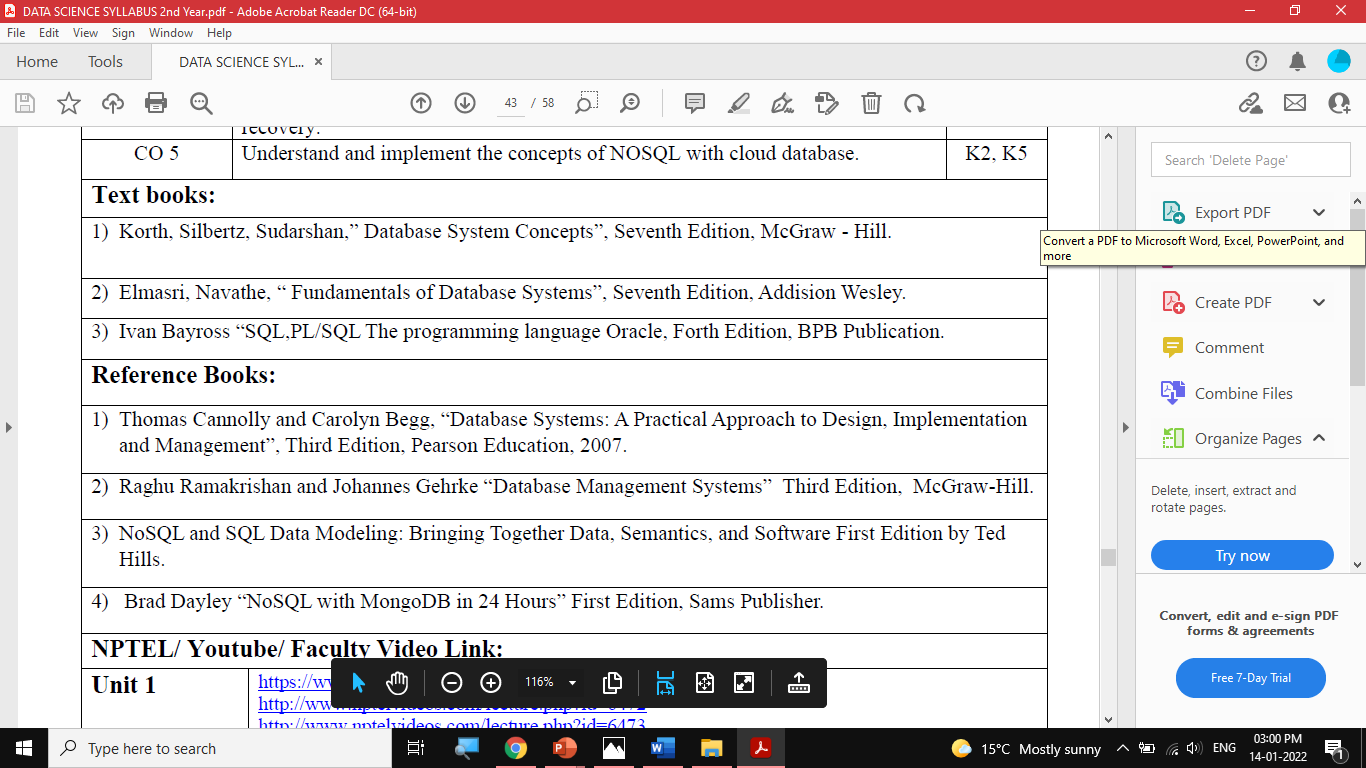 DATA SCIENCE SYLLABUS 2nd Year.pdf - Adobe Acrobat Reader DC (64-bit)
File Edit View Sign Window Help
Home Tools DATA SCIENCE SYL... ×
43 / 58
recovery.
CO 5 Understand and implement the concepts of NOSQL with cloud database. K2, K5
Text books:
1) Korth, Silbertz, Sudarshan,” Database System Concepts”, Seventh Edition, McGraw - Hill.
2) Elmasri, Navathe, “ Fundamentals of Database Systems”, Seventh Edition, Addision Wesley.
3) Ivan Bayross “SQL,PL/SQL The programming language Oracle, Forth Edition, BPB Publication.
Reference Books:
1) Thomas Cannolly and Carolyn Begg, “Database Systems: A Practical Approach to Design, Implementation
and Management”, Third Edition, Pearson Education, 2007.
2) Raghu Ramakrishan and Johannes Gehrke “Database Management Systems” Third Edition, McGraw-Hill.
3) NoSQL and SQL Data Modeling: Bringing Together Data, Semantics, and Software First Edition by Ted
Hills.
4) Brad Dayley “NoSQL with MongoDB in 24 Hours” First Edition, Sams Publisher.
NPTEL/ Youtube/ Faculty Video Link:
Unit 1
http://www.nptelvideos.com/lecture.php?id=6473
116%
Search 'Delete Page'
Export PDF
Convert a PDF to Microsoft Word, Excel, PowerPoint, and
more
Create PDF
Comment
Combine Files
Organize Pages
Delete, insert, extract and
rotate pages.
Try now
Convert, edit and e-sign PDF
forms & agreements
Free 7-Day Trial
Type here to search
15°C Mostly sunny
ENG
03:00 PM
14-01-2022
1